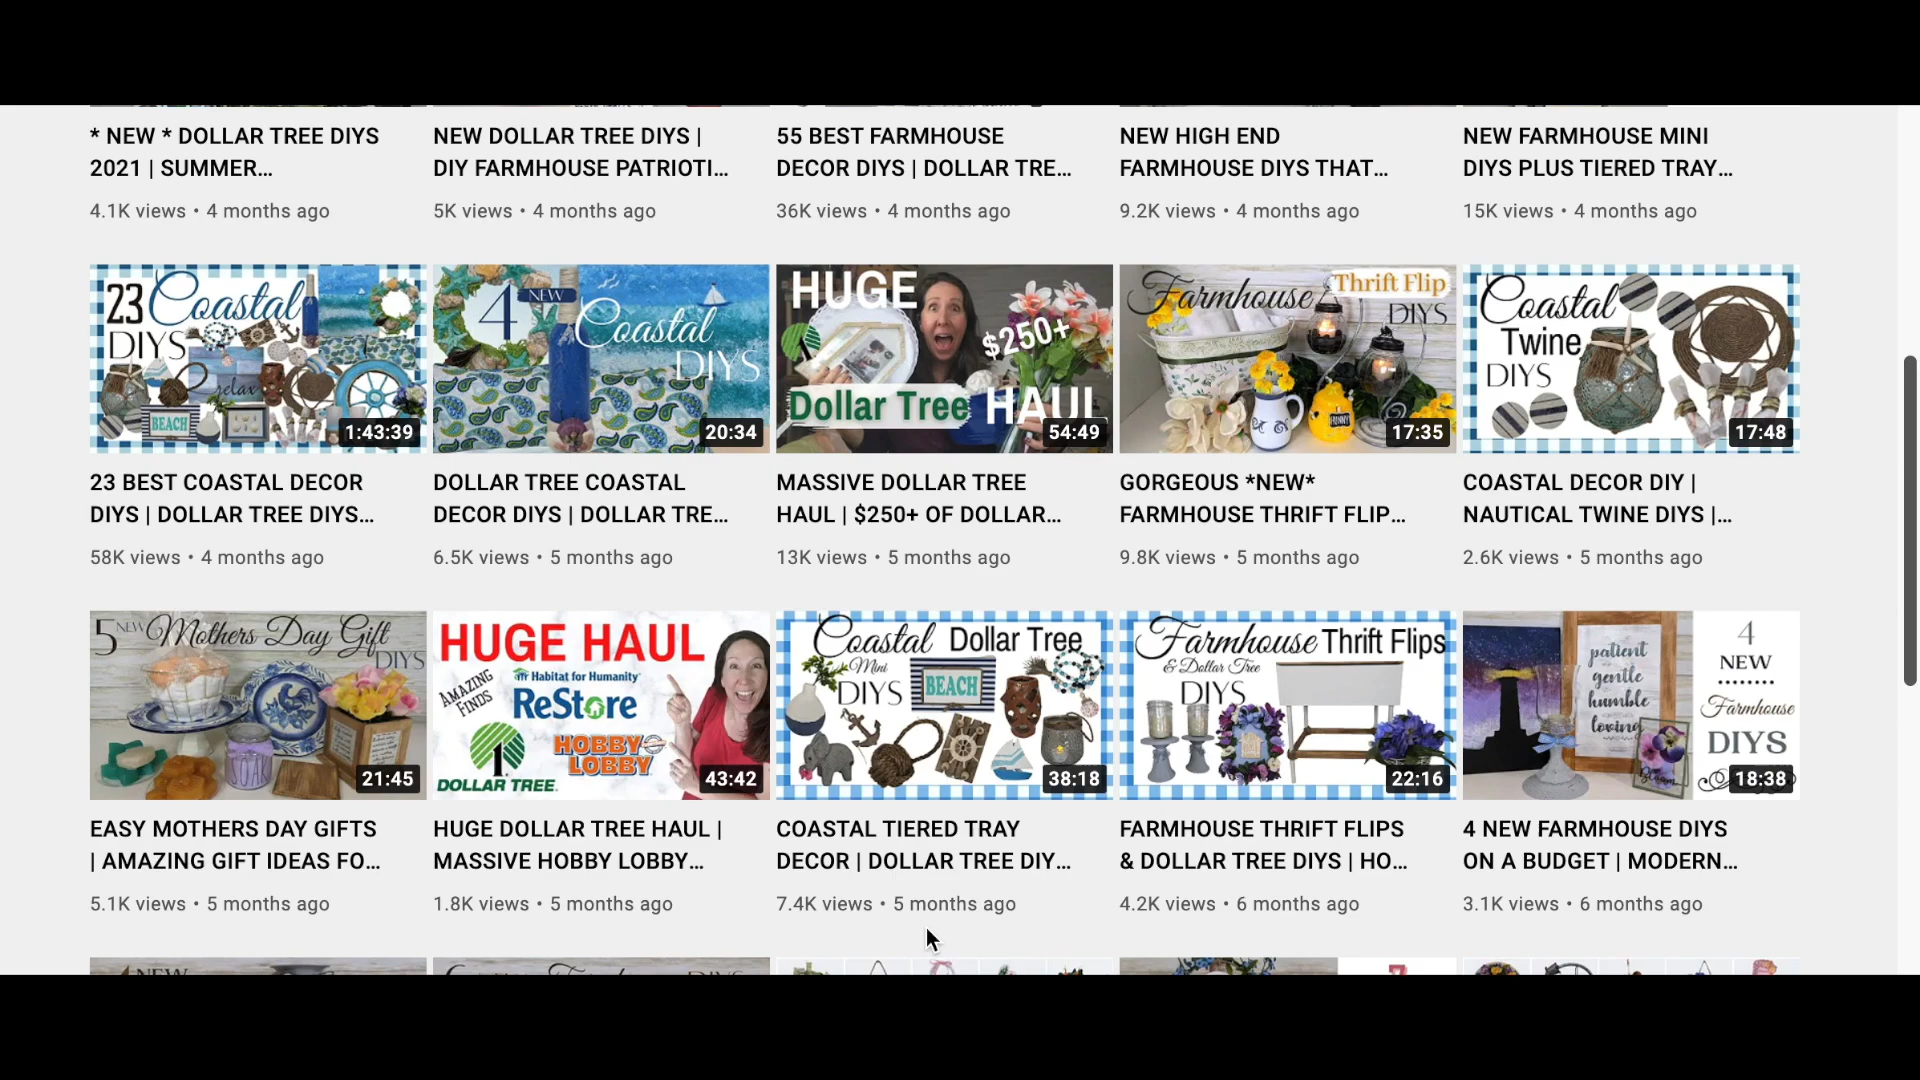 * NEW * DOLLAR TREE DIYS
2021 | SUMMER...
4.1K views • 4 months ago
NEW DOLLAR TREE DIYS |
DIY FARMHOUSE PATRIOTI...
5K views • 4 months ago
55 BEST FARMHOUSE
DECOR DIYS | DOLLAR TRE...
36K views • 4 months ago
NEW HIGH END
FARMHOUSE DIYS THAT...
9.2K views • 4 months ago
NEW FARMHOUSE MINI
DIYS PLUS TIERED TRAY...
15K views • 4 months ago
23 Coastal
DIYS
relax
BEACH
1:43:39
23 BEST COASTAL DECOR
DIYS | DOLLAR TREE DIYS...
58K views • 4 months ago
4 NEW
Coastal
DIYS
20:34
DOLLAR TREE COASTAL
DECOR DIYS | DOLLAR TRE...
6.5K views • 5 months ago
HUGE
$250+
Dollar Tree HAUL
54:49
MASSIVE DOLLAR TREE
HAUL | $250+ OF DOLLAR...
13K views • 5 months ago
Farmhouse Thrift Flip
DIYS
HUNNY
17:35
GORGEOUS *NEW*
FARMHOUSE THRIFT FLIP...
9.8K views • 5 months ago
Coastal
Twine
DIYS
17:48
COASTAL DECOR DIY |
NAUTICAL TWINE DIYS |...
2.6K views • 5 months ago
5 NEW Mothers Day Gift
DIYS
SOAP
21:45
EASY MOTHERS DAY GIFTS
| AMAZING GIFT IDEAS FO...
5.1K views • 5 months ago
HUGE HAUL
AMAZING
FINDS
Habitat for Humanity
ReStore
1
DOLLAR TREE.
HOBBY
LOBBY
43:42
HUGE DOLLAR TREE HAUL |
MASSIVE HOBBY LOBBY...
1.8K views • 5 months ago
Coastal Dollar Tree
Mini
DIYS
BEACH
38:18
COASTAL TIERED TRAY
DECOR | DOLLAR TREE DIY...
7.4K views • 5 months ago
Farmhouse Thrift Flips
& Dollar Tree
DIYS
22:16
FARMHOUSE THRIFT FLIPS
& DOLLAR TREE DIYS | HO...
4.2K views • 6 months ago
patient
gentle
humble
loving
Bloom
4
NEW
Farmhouse
DIYS
18:38
4 NEW FARMHOUSE DIYS
ON A BUDGET | MODERN...
3.1K views • 6 months ago
NEW